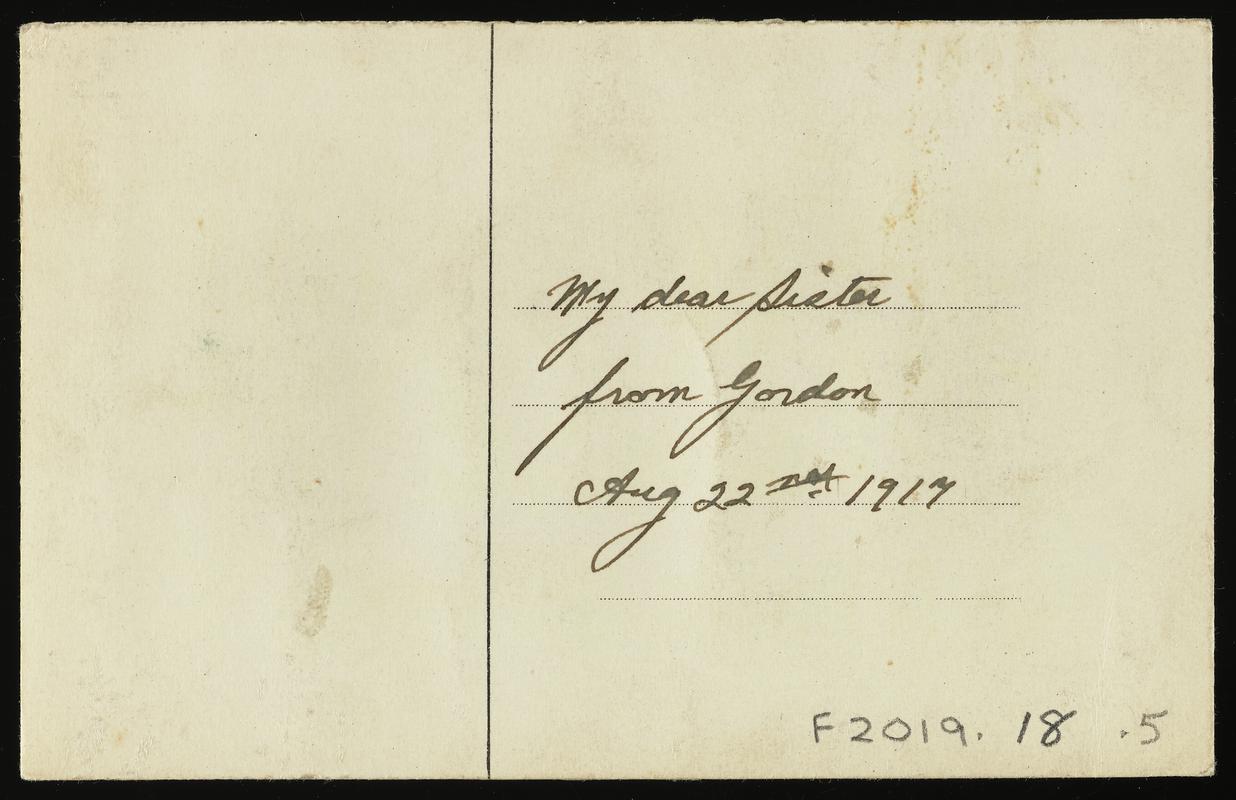 My dear Sister
from Gordon
Aug 22nd 1917
F2019. 18 .5